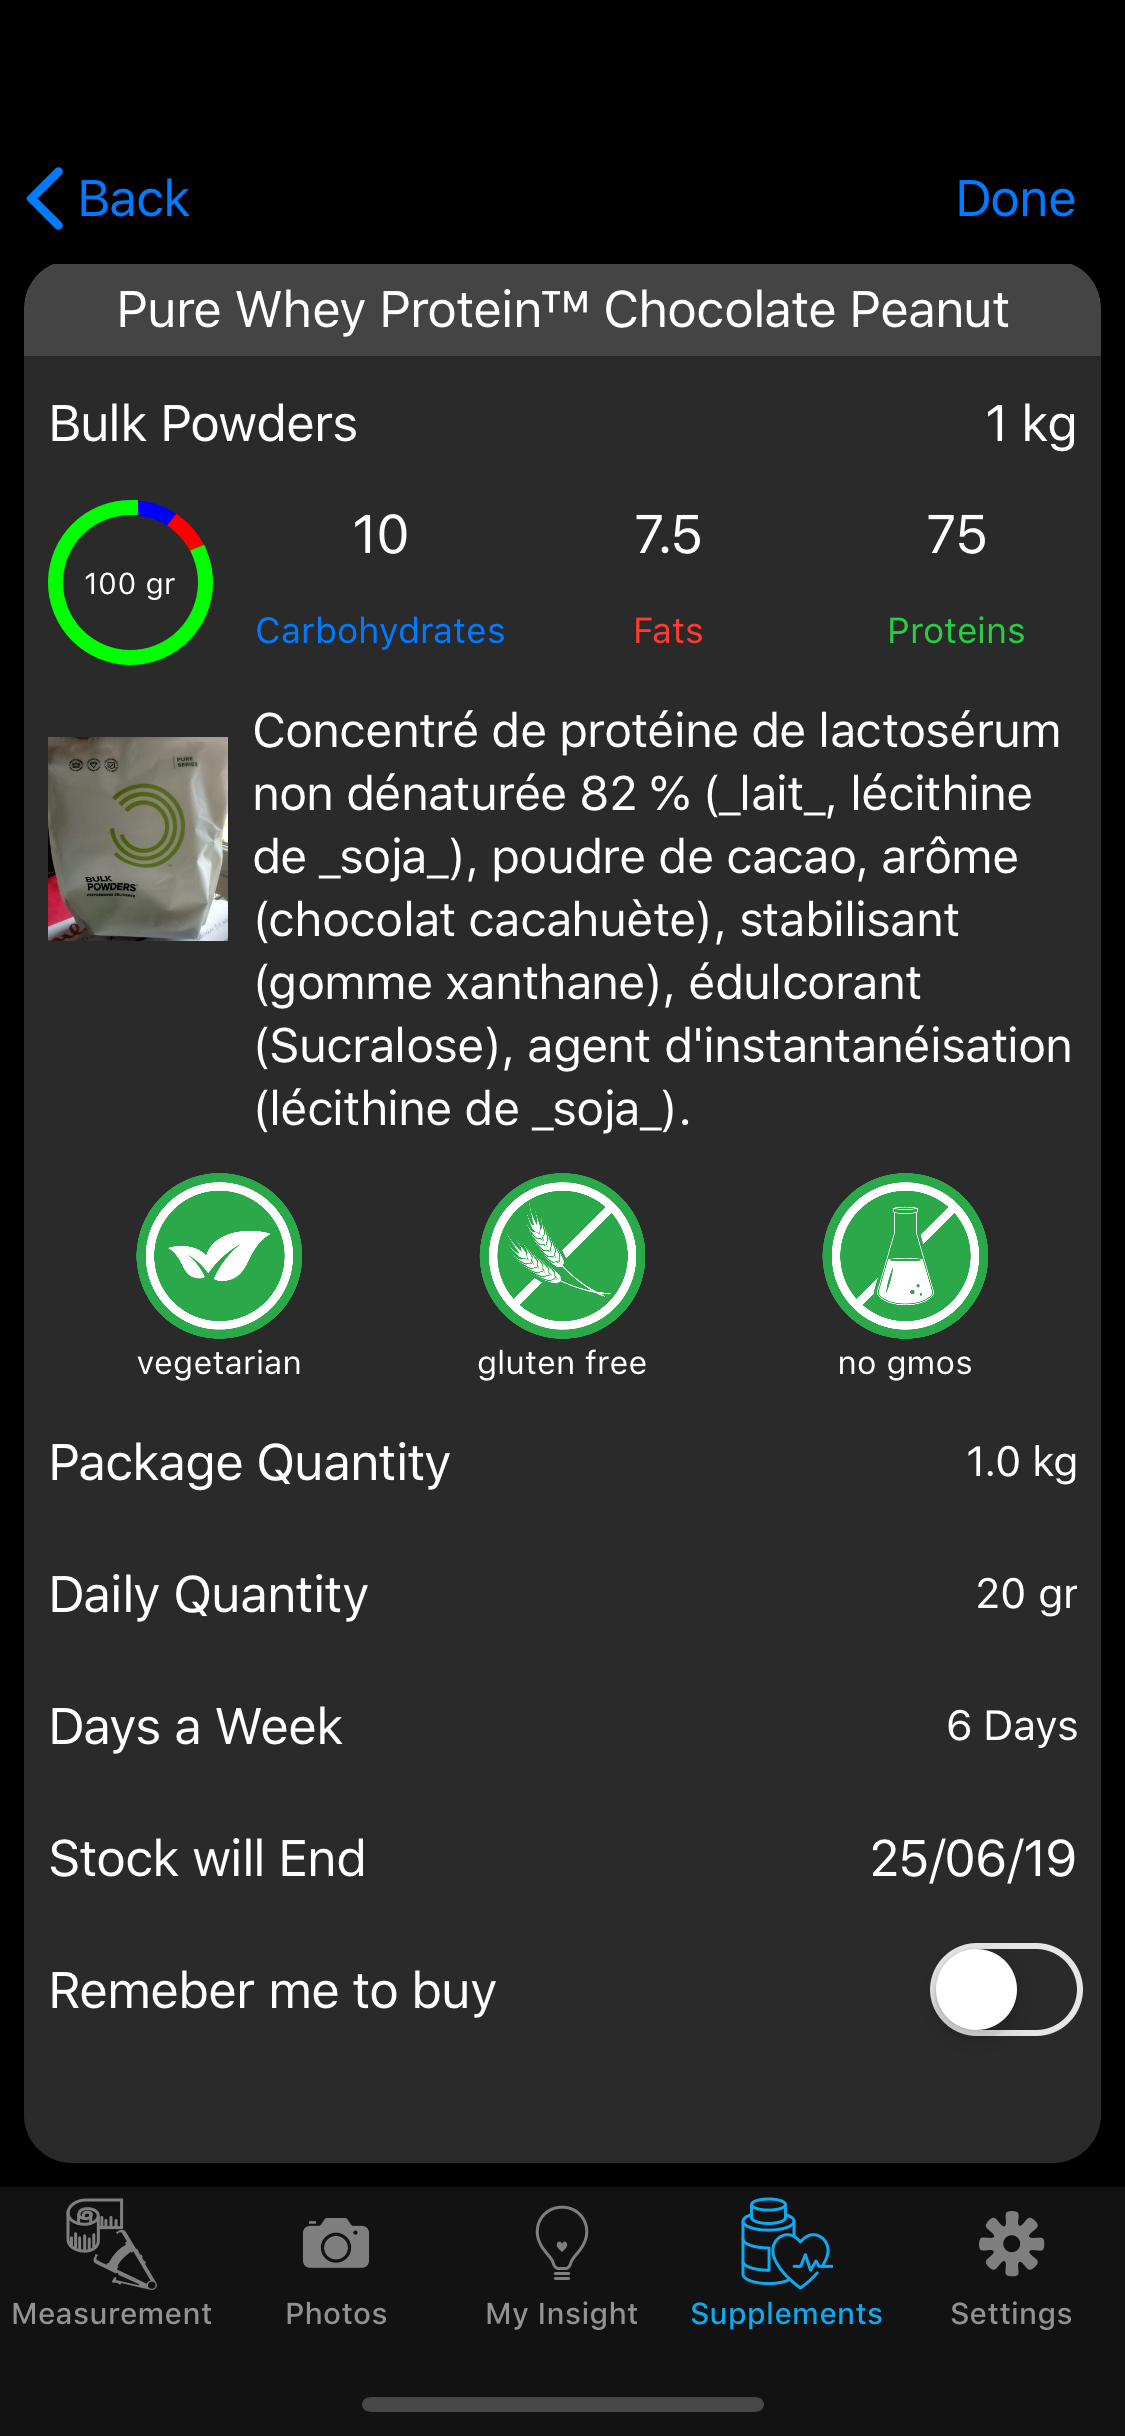 Back
Done
Pure Whey Protein™ Chocolate Peanut
Bulk Powders
1 kg
100 gr
10
7.5
75
Carbohydrates
Fats
Proteins
PURE
SERIES
BULK
POWDERS
Concentré de protéine de lactosérum
non dénaturée 82 % (_lait_, lécithine
de _soja_), poudre de cacao, arôme
(chocolat cacahuète), stabilisant
(gomme xanthane), édulcorant
(Sucralose), agent d'instantanéisation
(lécithine de _soja_).
vegetarian
gluten free
no gmos
Package Quantity
1.0 kg
Daily Quantity
20 gr
Days a Week
6 Days
Stock will End
25/06/19
Remeber me to buy
Measurement
Photos
My Insight
Supplements
Settings